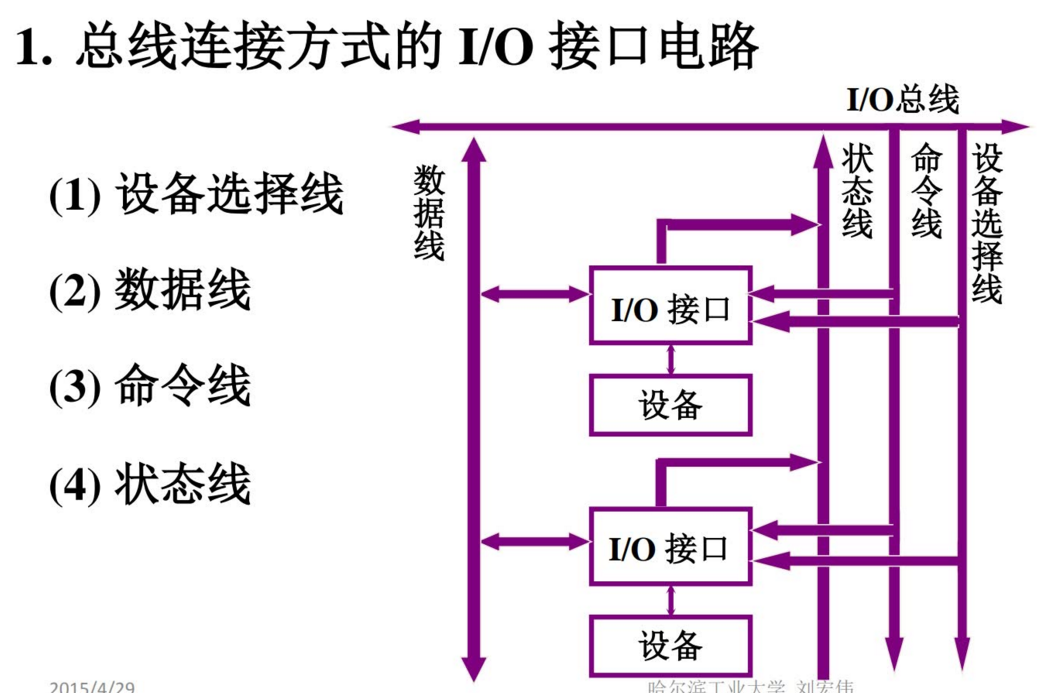 1. 总线连接方式的 I/O 接口电路
I/O总线
(1) 设备选择线
(2) 数据线
(3) 命令线
(4) 状态线
数据线
状态线
命令线
设备选择线
I/O 接口
设备
I/O 接口
设备
2015/4/29
哈尔滨工业大学 刘宏伟